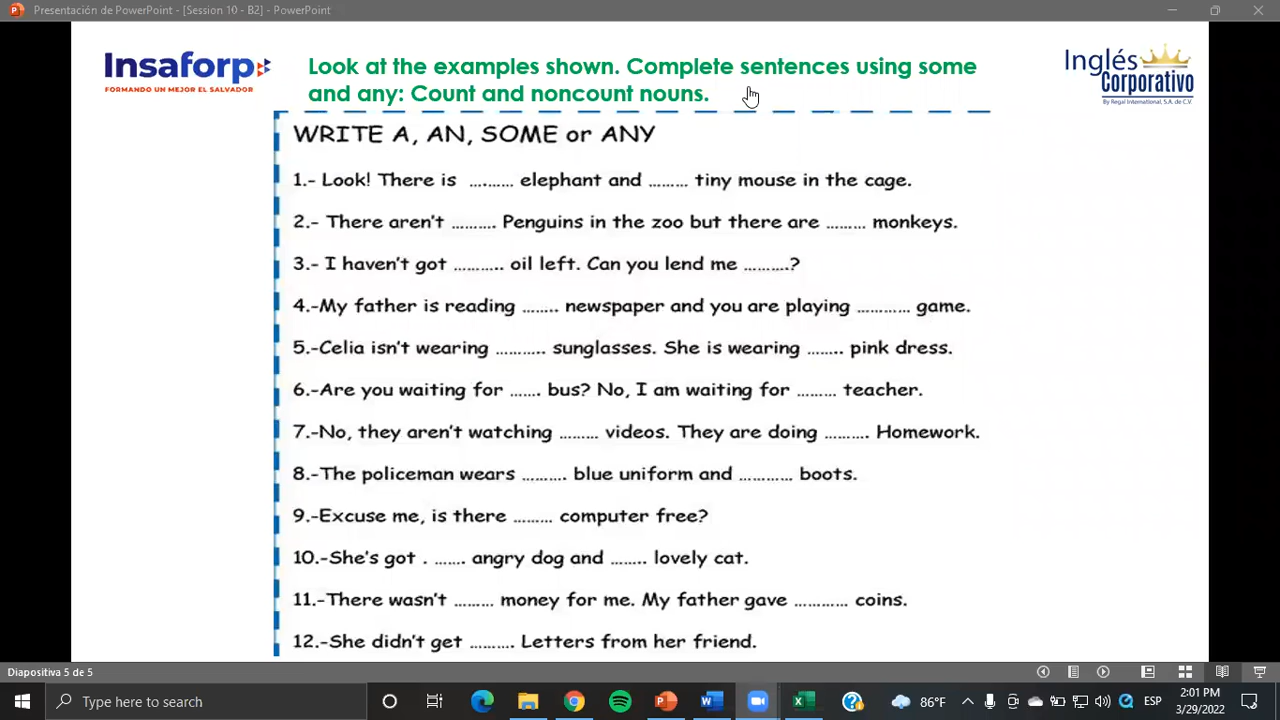 Presentación de PowerPoint - [Session 10 - B2] - PowerPoint
Insaforp
FORMANDO UN MEJOR EL SALVADOR
Look at the examples shown. Complete sentences using some
and any: Count and noncount nouns.
Inglés
Corporativo
By Regal International, S.A. de C.V.
WRITE A, AN, SOME or ANY
1.- Look! There is ………. elephant and ……… tiny mouse in the cage.
2.- There aren't ………. Penguins in the zoo but there are ……… monkeys.
3.- I haven't got ……….. oil left. Can you lend me ……….?
4.-My father is reading …….. newspaper and you are playing ………… game.
5.-Celia isn't wearing ……….. sunglasses. She is wearing …….. pink dress.
6.-Are you waiting for ……. bus? No, I am waiting for ……… teacher.
7.-No, they aren't watching ……… videos. They are doing ………. Homework.
8.-The policeman wears ………. blue uniform and ………… boots.
9.-Excuse me, is there ……… computer free?
10.-She's got . ……. angry dog and …….. lovely cat.
11.-There wasn't ……… money for me. My father gave ………… coins.
12.-She didn't get ………. Letters from her friend.
Diapositiva 5 de 5
Type here to search
86°F
ESP
2:01 PM
3/29/2022